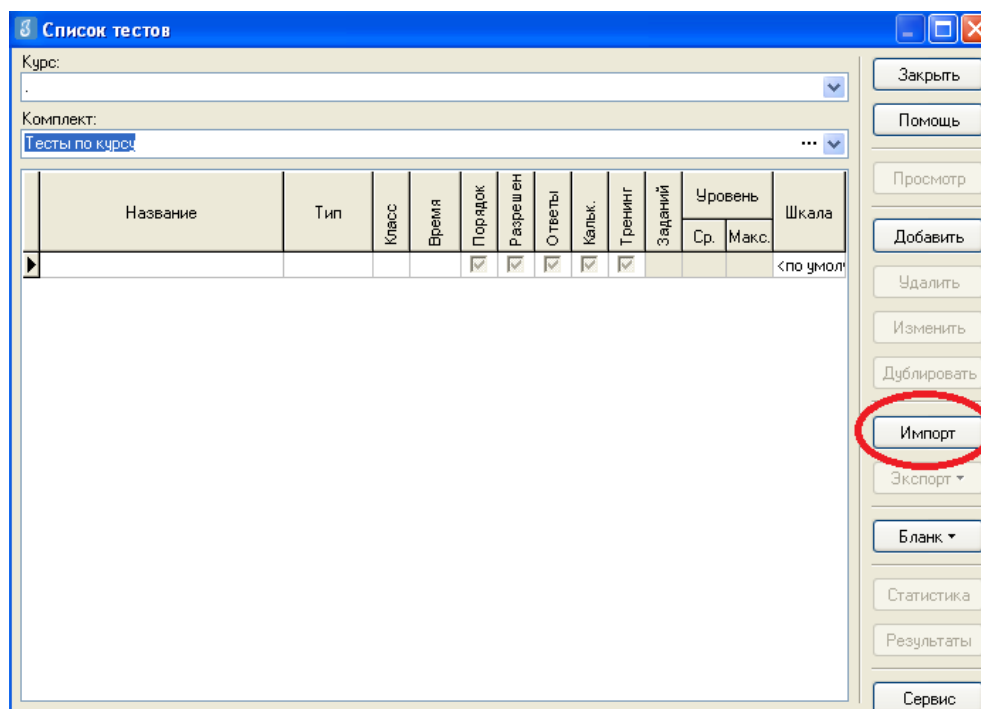 Список тестов
Курс:
.
Комплект:
Тесты по курсу ...
Название Тип Класс Время Порядок Разрешен Ответы Кальк. Тренинг Заданий Уровень Шкала
Ср. Макс.
<по умолч
Закрыть
Помощь
Просмотр
Добавить
Удалить
Изменить
Дублировать
Импорт
Экспорт
Бланк
Статистика
Результаты
Сервис